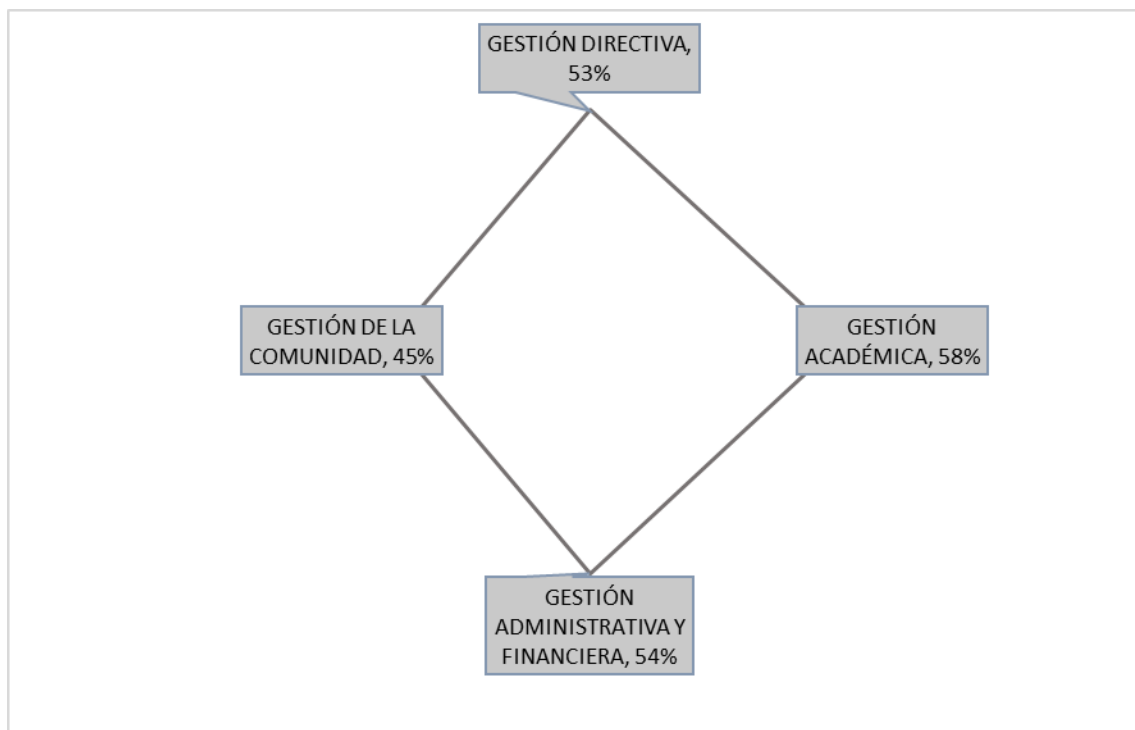 GESTIÓN DIRECTIVA,
53%
GESTIÓN DE LA
COMUNIDAD, 45%
GESTIÓN
ACADÉMICA, 58%
GESTIÓN
ADMINISTRATIVA Y
FINANCIERA, 54%